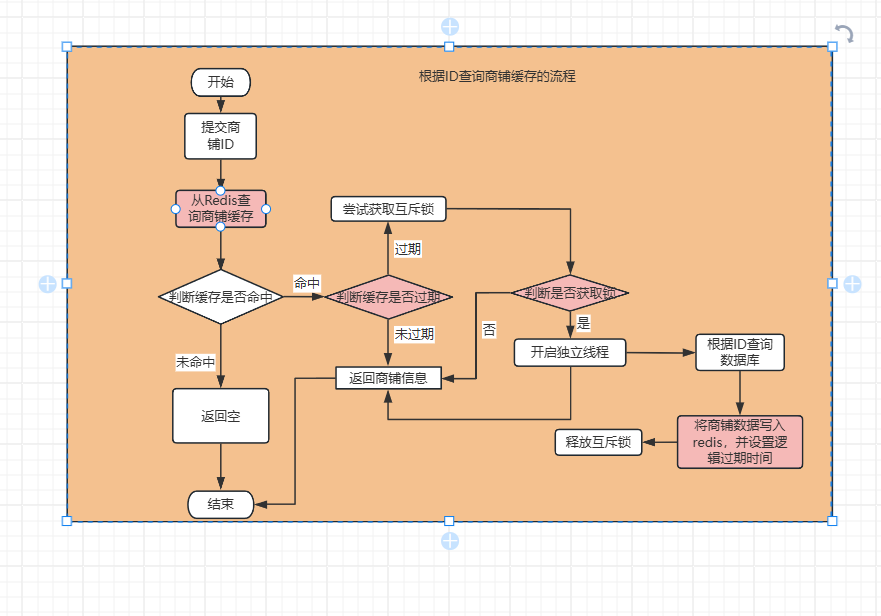 根据ID查询商铺缓存的流程
开始
提交商
铺ID
从Redis查
询商铺缓存
尝试获取互斥锁
过期
命中
判断缓存是否命中
判断缓存是否过期
判断是否获取锁
是
否
未过期
未命中
开启独立线程
根据ID查询
数据库
返回商铺信息
返回空
将商铺数据写入
redis，并设置逻
辑过期时间
释放互斥锁
结束